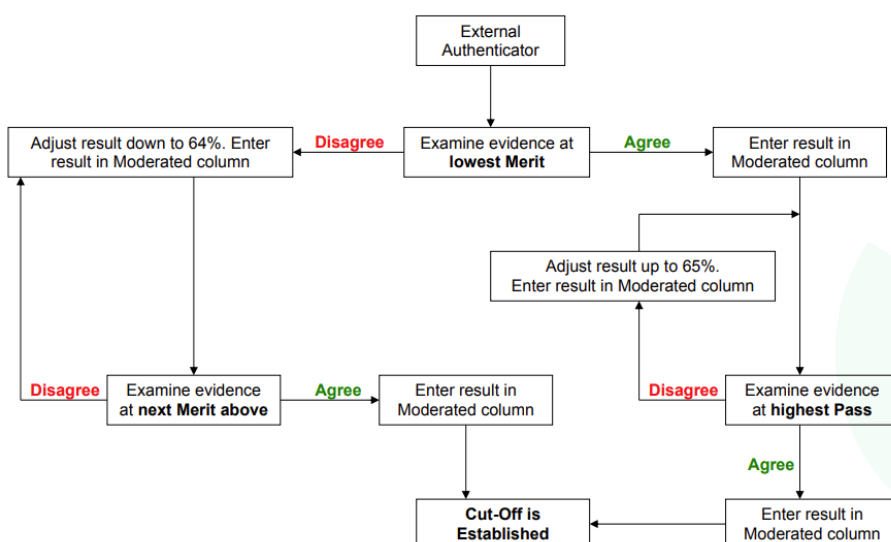 External
Authenticator
Adjust result down to 64%. Enter
result in Moderated column
Disagree
Examine evidence at
lowest Merit
Agree
Enter result in
Moderated column
Adjust result up to 65%.
Enter result in Moderated column
Disagree
Examine evidence
at next Merit above
Agree
Enter result in
Moderated column
Disagree
Examine evidence
at highest Pass
Agree
Cut-Off is
Established
Enter result in
Moderated column